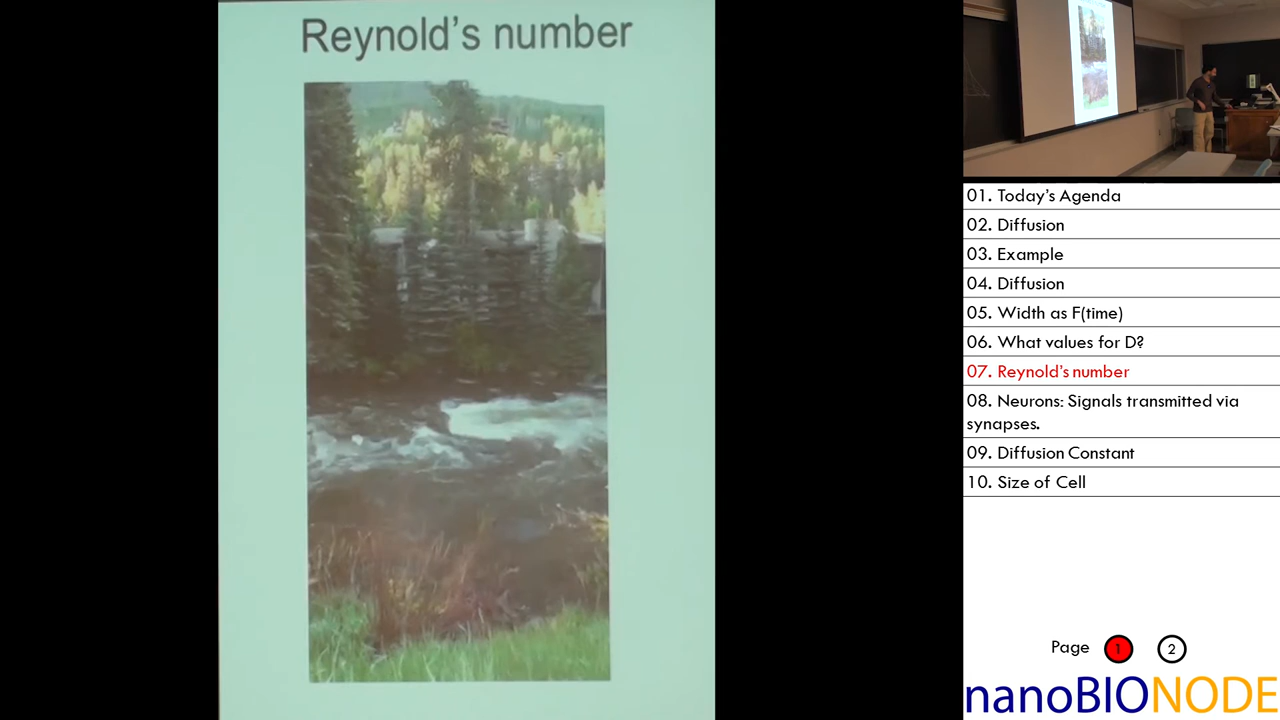 Reynold's number
01. Today's Agenda
02. Diffusion
03. Example
04. Diffusion
05. Width as F(time)
06. What values for D?
07. Reynold's number
08. Neurons: Signals transmitted via
synapses.
09. Diffusion Constant
10. Size of Cell
Page 1 2
nanoBIONODE